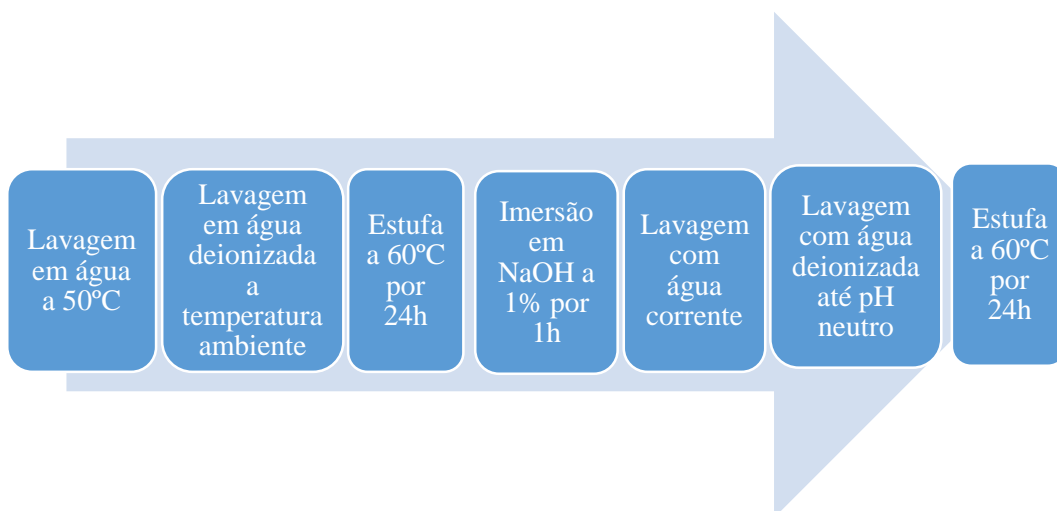 Lavagem
em água
a 50ºC
Lavagem
em água
deionizada
a
temperatura
ambiente
Estufa
a 60ºC
por
24h
Imersão
em
NaOH a
1% por
1h
Lavagem
com
água
corrente
Lavagem
com água
deionizada
até pH
neutro
Estufa
a 60ºC
por
24h